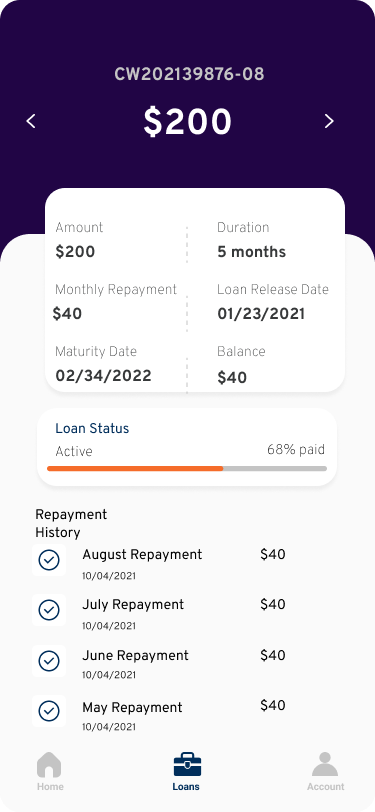 CW202139876-08
$200
Amount
Duration
$200
5 months
Monthly Repayment
Loan Release Date
$40
01/23/2021
Maturity Date
Balance
02/34/2022
$40
Loan Status
Active
68% paid
Repayment
History
August Repayment
$40
10/04/2021
July Repayment
$40
10/04/2021
June Repayment
$40
10/04/2021
May Repayment
$40
10/04/2021
Home
Loans
Account